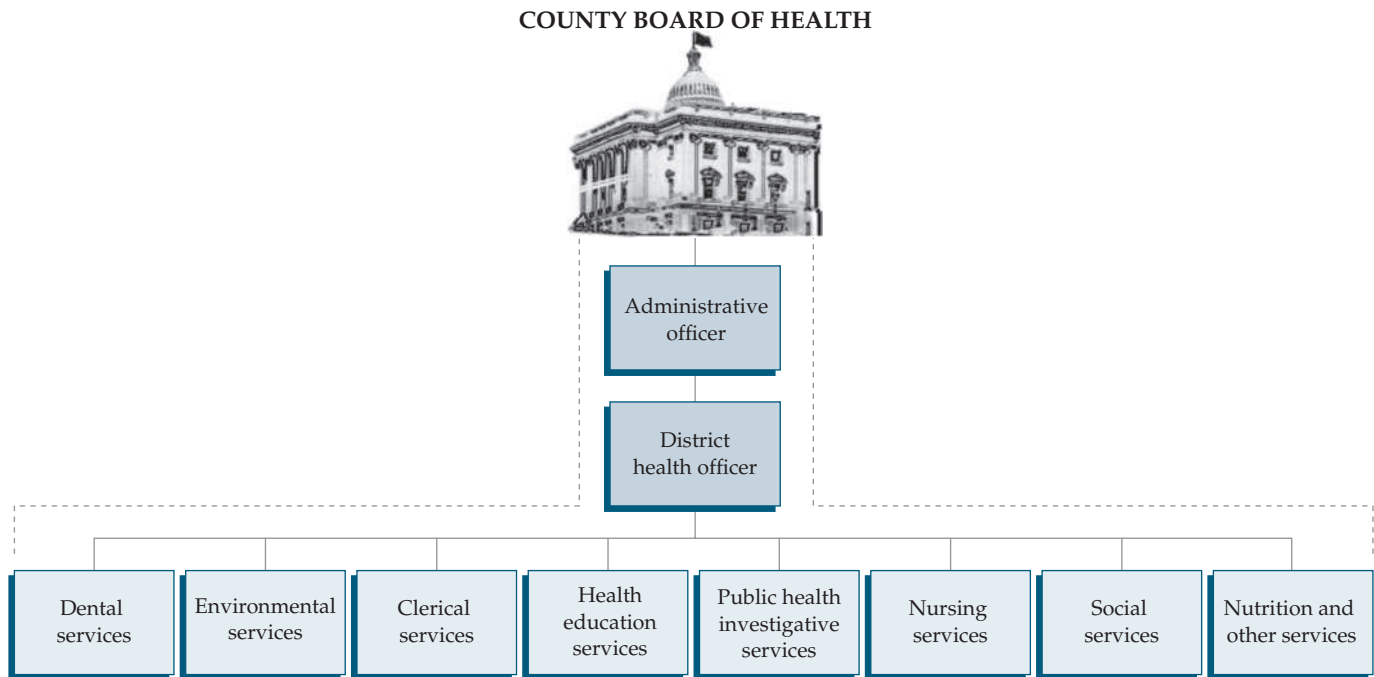 COUNTY BOARD OF HEALTH
Administrative
officer
District
health officer
Dental
services
Environmental
services
Clerical
services
Health
education
services
Public health
investigative
services
Nursing
services
Social
services
Nutrition and
other services